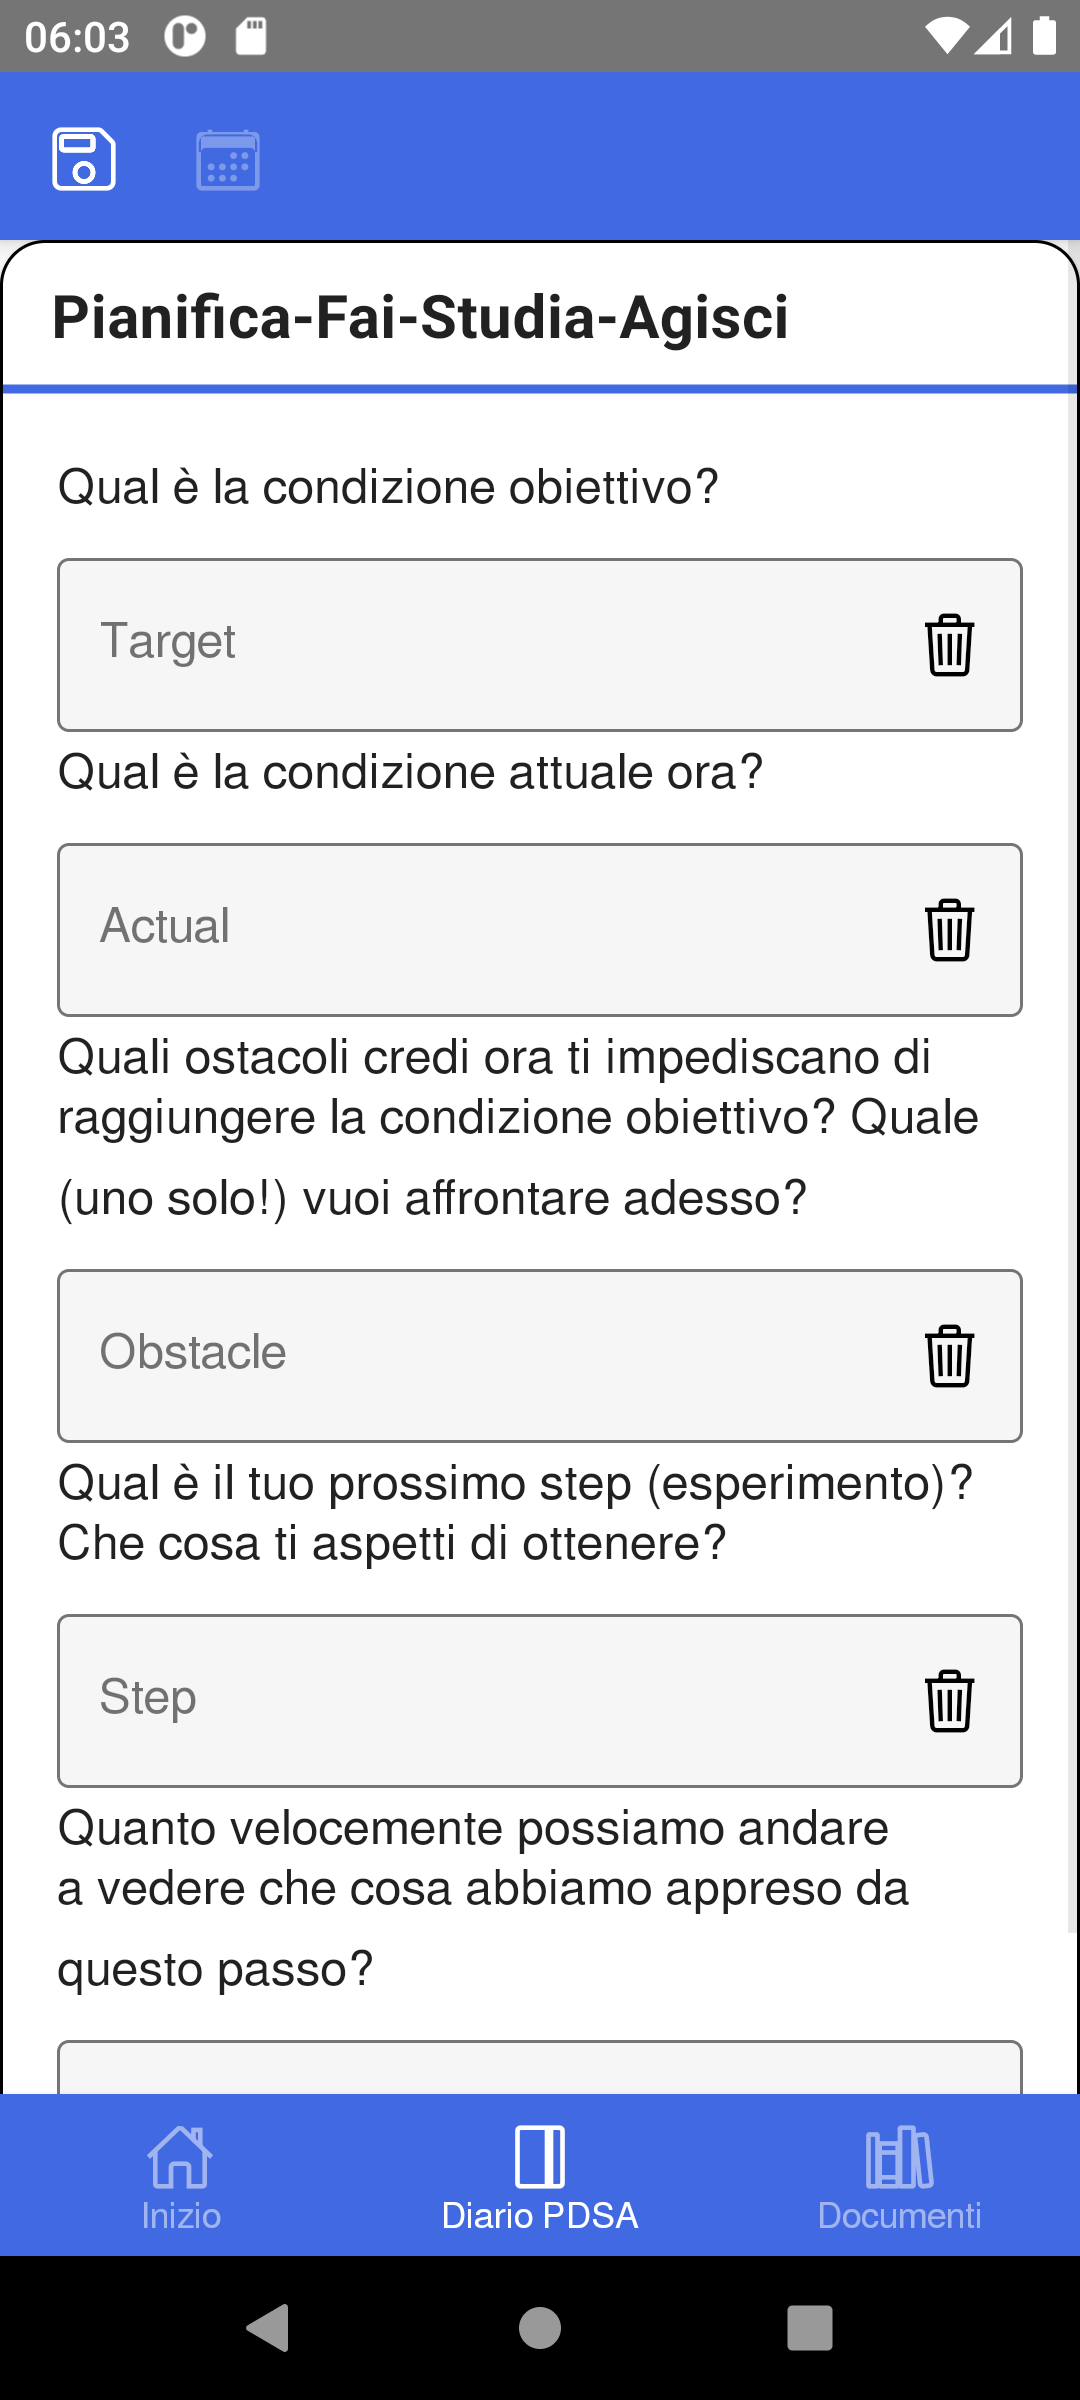 06:03
Pianifica-Fai-Studia-Agisci
Qual è la condizione obiettivo?
Target
Qual è la condizione attuale ora?
Actual
Quali ostacoli credi ora ti impediscano di
raggiungere la condizione obiettivo? Quale
(uno solo!) vuoi affrontare adesso?
Obstacle
Qual è il tuo prossimo step (esperimento)?
Che cosa ti aspetti di ottenere?
Step
Quanto velocemente possiamo andare
a vedere che cosa abbiamo appreso da
questo passo?
Inizio
Diario PDSA
Documenti